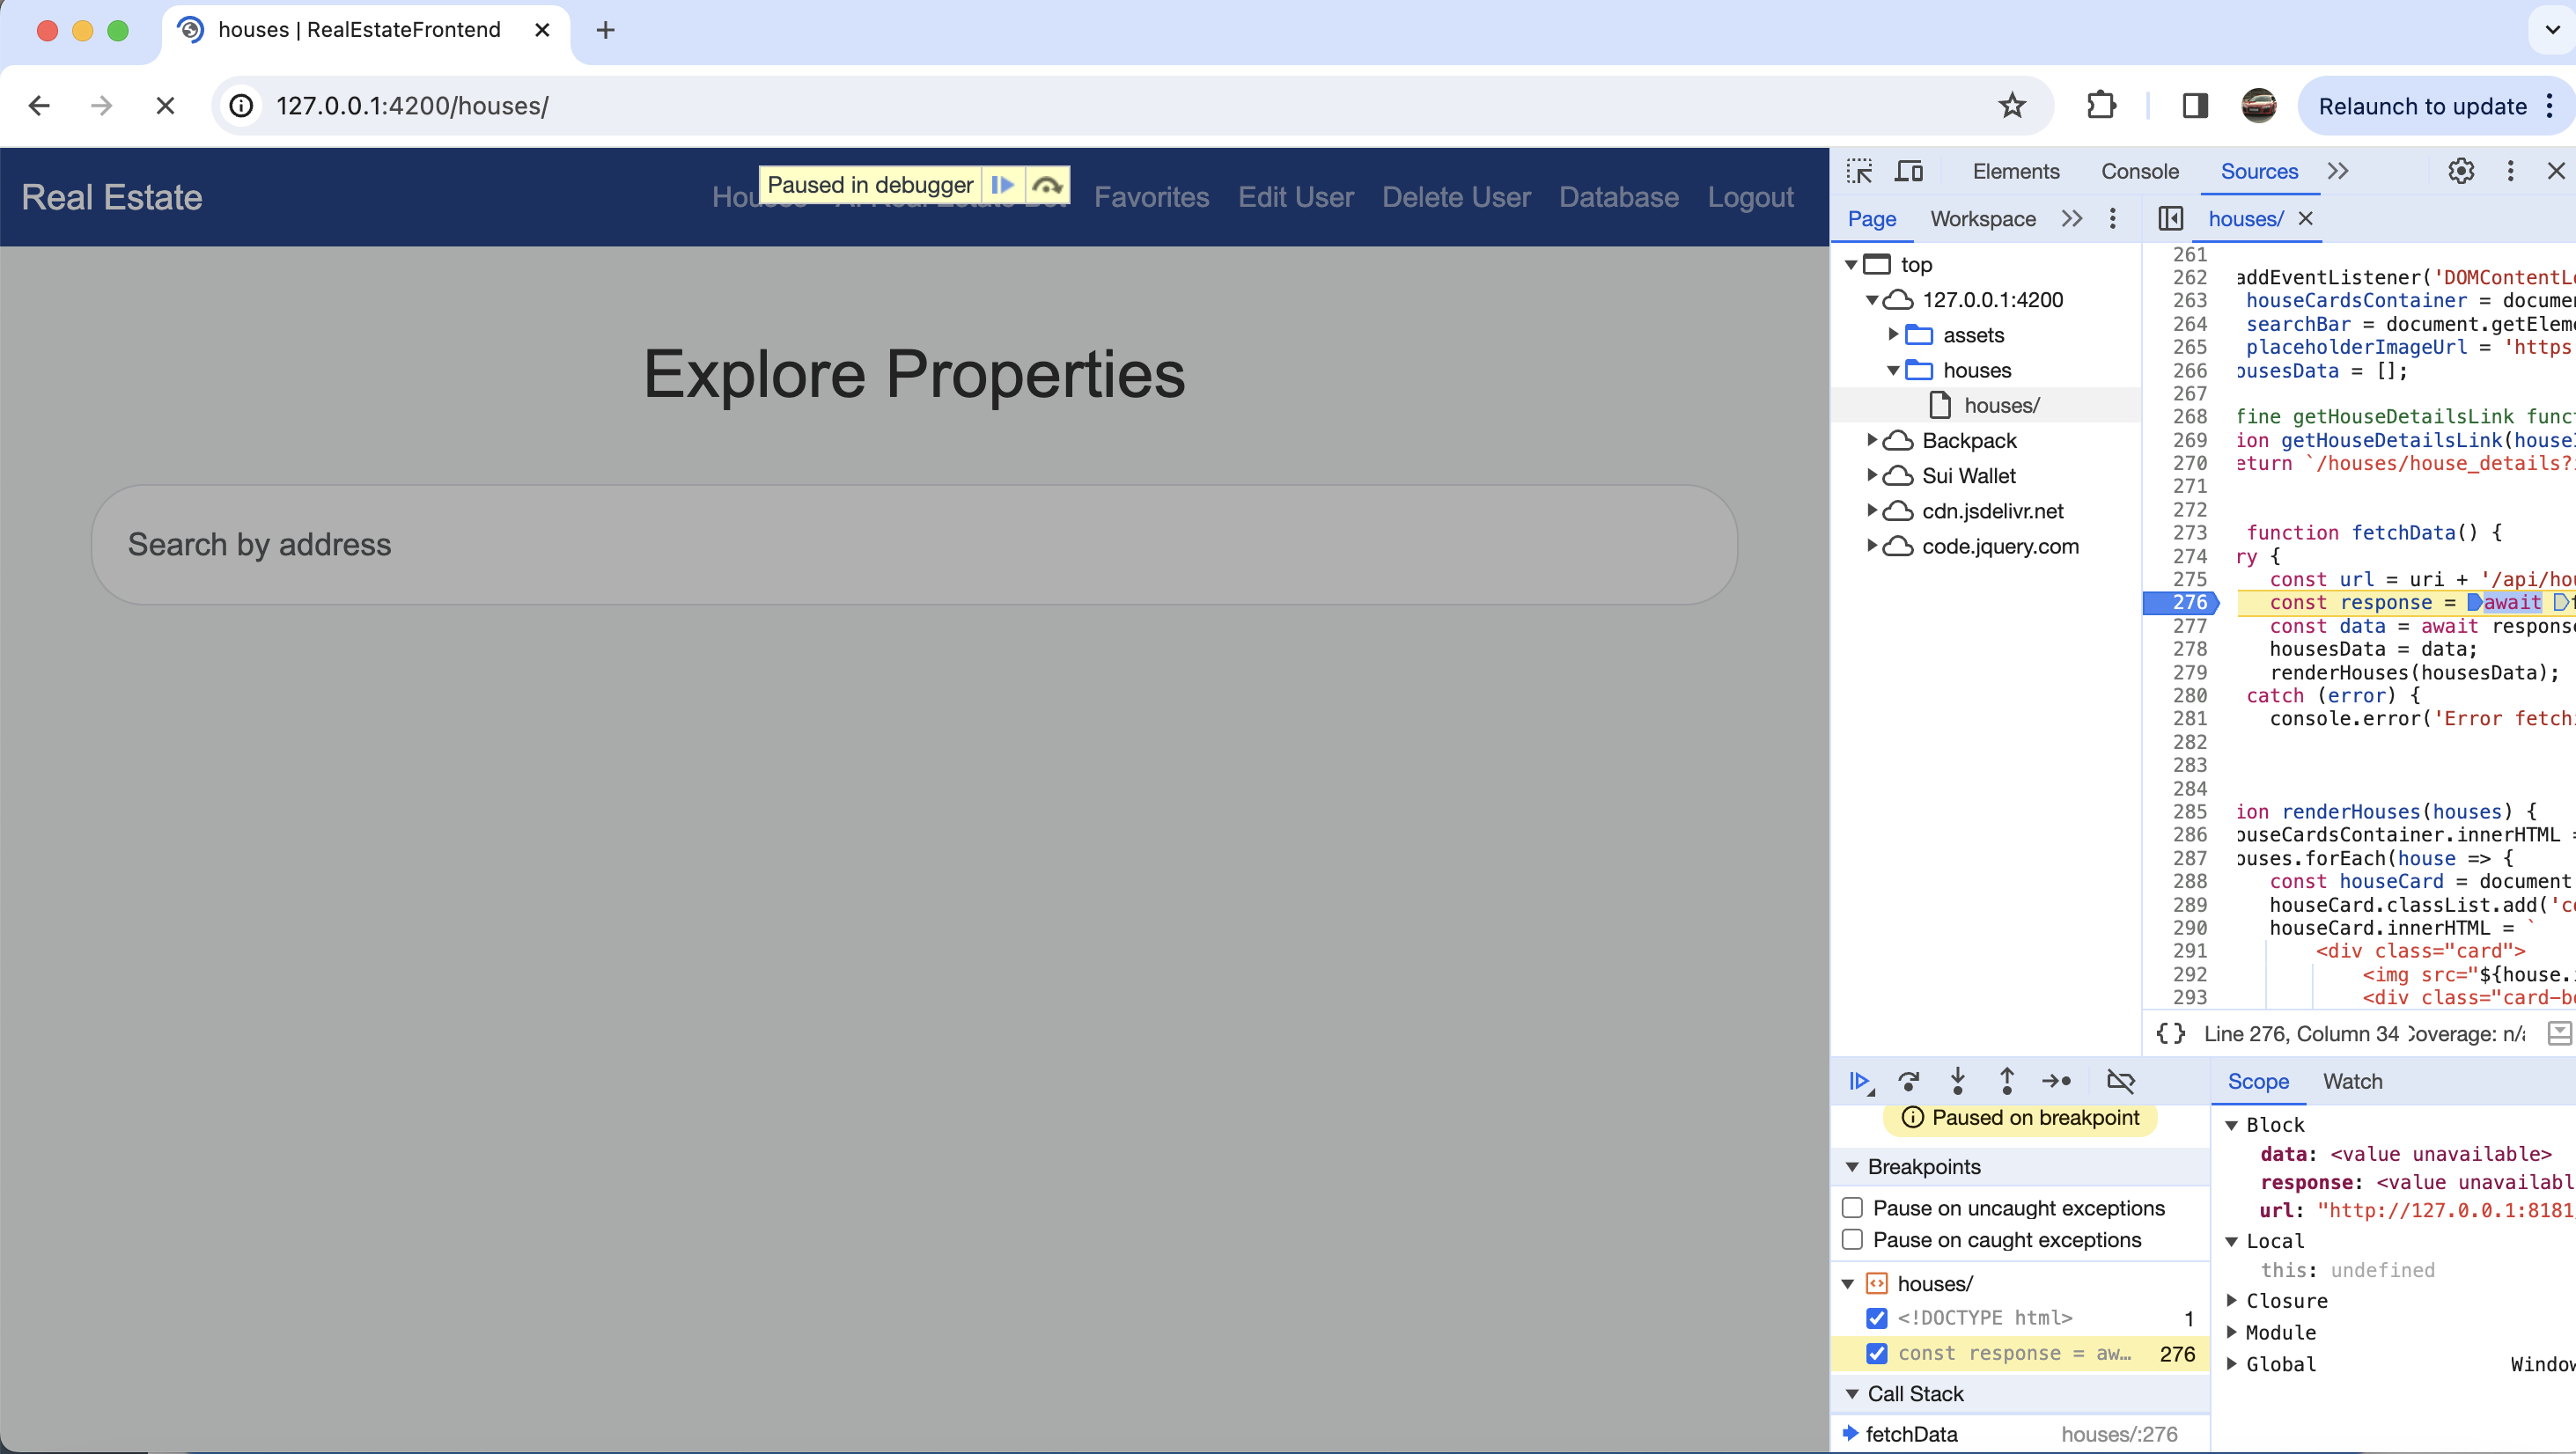 houses | RealEstateFrontend
127.0.0.1:4200/houses/
Relaunch to update
Real Estate
Paused in debugger
Favorites
Edit User
Delete User
Database
Logout
Explore Properties
Search by address
Elements
Console
Sources
Page
Workspace
houses/
top
127.0.0.1:4200
assets
houses
houses/
Backpack
Sui Wallet
cdn.jsdelivr.net
code.jquery.com
261
262 addEventListener('DOMContentL
263 houseCardsContainer = documen
264 searchBar = document.getElem
265 placeholderImageUrl = 'https
266 ousesData = [];
267
268 fine getHouseDetailsLink func
269 ion getHouseDetailsLink(house
270 eturn `/houses/house_details?
271
272
273 function fetchData() {
274 ry {
275 const url = uri + '/api/hou
276 const response = await f
277 const data = await respons
278 housesData = data;
279 renderHouses(housesData);
280 catch (error) {
281 console.error('Error fetch
282
283
284
285 ion renderHouses(houses) {
286 ouseCardsContainer.innerHTML =
287 ouses.forEach(house => {
288 const houseCard = document
289 houseCard.classList.add('c
290 houseCard.innerHTML = `
291 <div class="card">
292 <img src="${house.
293 <div class="card-b
{} Line 276, Column 34 Coverage: n/a
Paused on breakpoint
Breakpoints
Pause on uncaught exceptions
Pause on caught exceptions
houses/
<!DOCTYPE html> 1
const response = aw… 276
Call Stack
fetchData houses/:276
Scope
Watch
Block
data: <value unavailable>
response: <value unavailabl
url: "http://127.0.0.1:8181
Local
this: undefined
Closure
Module
Global Window